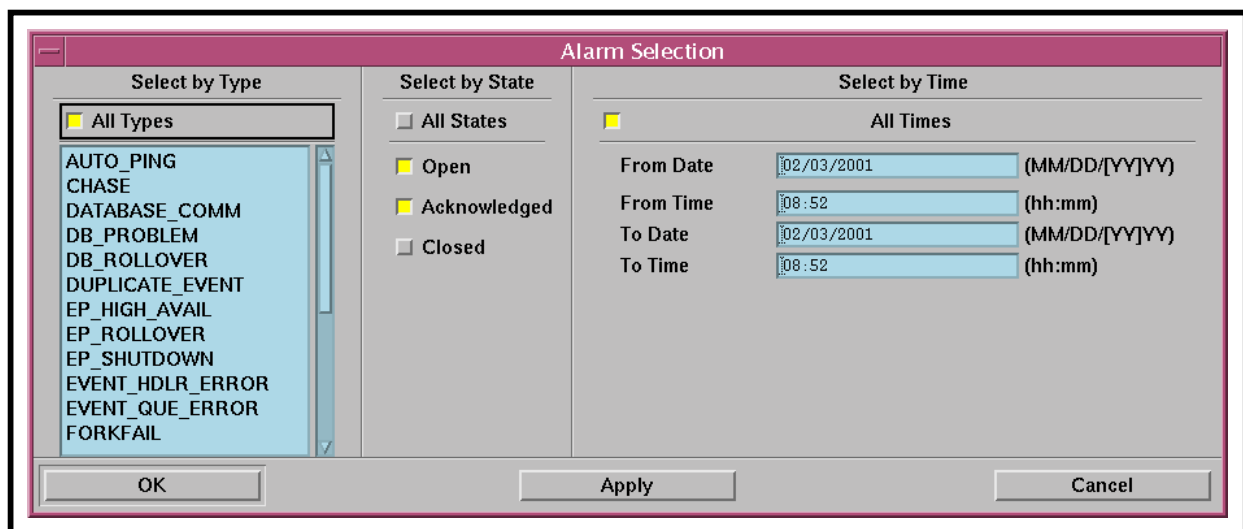 Alarm Selection
Select by Type
All Types
AUTO_PING
CHASE
DATABASE_COMM
DB_PROBLEM
DB_ROLLOVER
DUPLICATE_EVENT
EP_HIGH_AVAIL
EP_ROLLOVER
EP_SHUTDOWN
EVENT_HDLR_ERROR
EVENT_QUE_ERROR
FORKFAIL
Select by State
All States
Open
Acknowledged
Closed
Select by Time
All Times
From Date 02/03/2001 (MM/DD/[YY]YY)
From Time 08:52 (hh:mm)
To Date 02/03/2001 (MM/DD/[YY]YY)
To Time 08:52 (hh:mm)
OK Apply Cancel